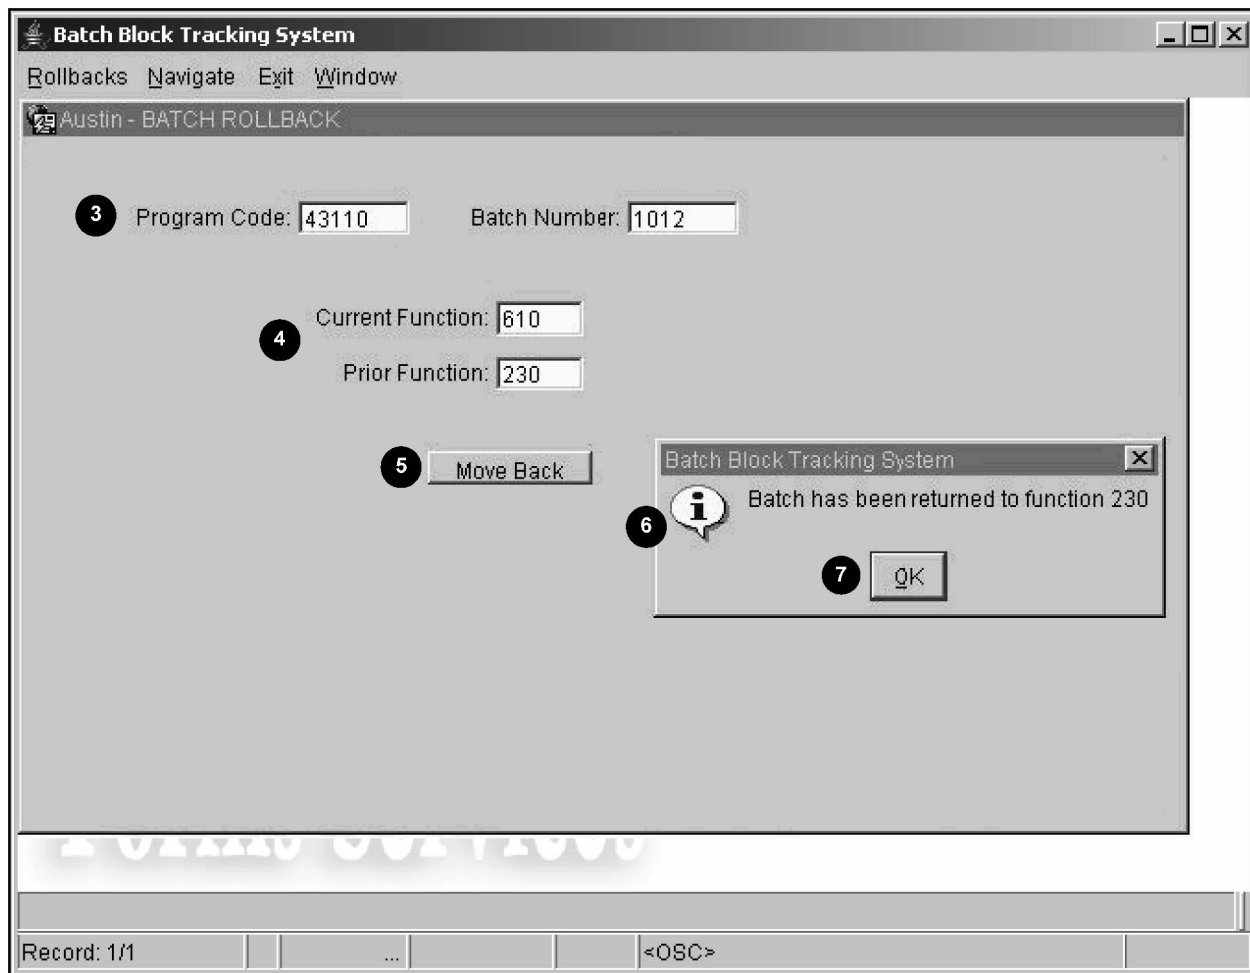 Batch Block Tracking System
Rollbacks Navigate Exit Window
Austin - BATCH ROLLBACK
3 Program Code: 43110 Batch Number: 1012
4 Current Function: 610
Prior Function: 230
5 Move Back
Batch Block Tracking System
6 Batch has been returned to function 230
7 OK
Forms Services
Record: 1/1 ... <OSC>